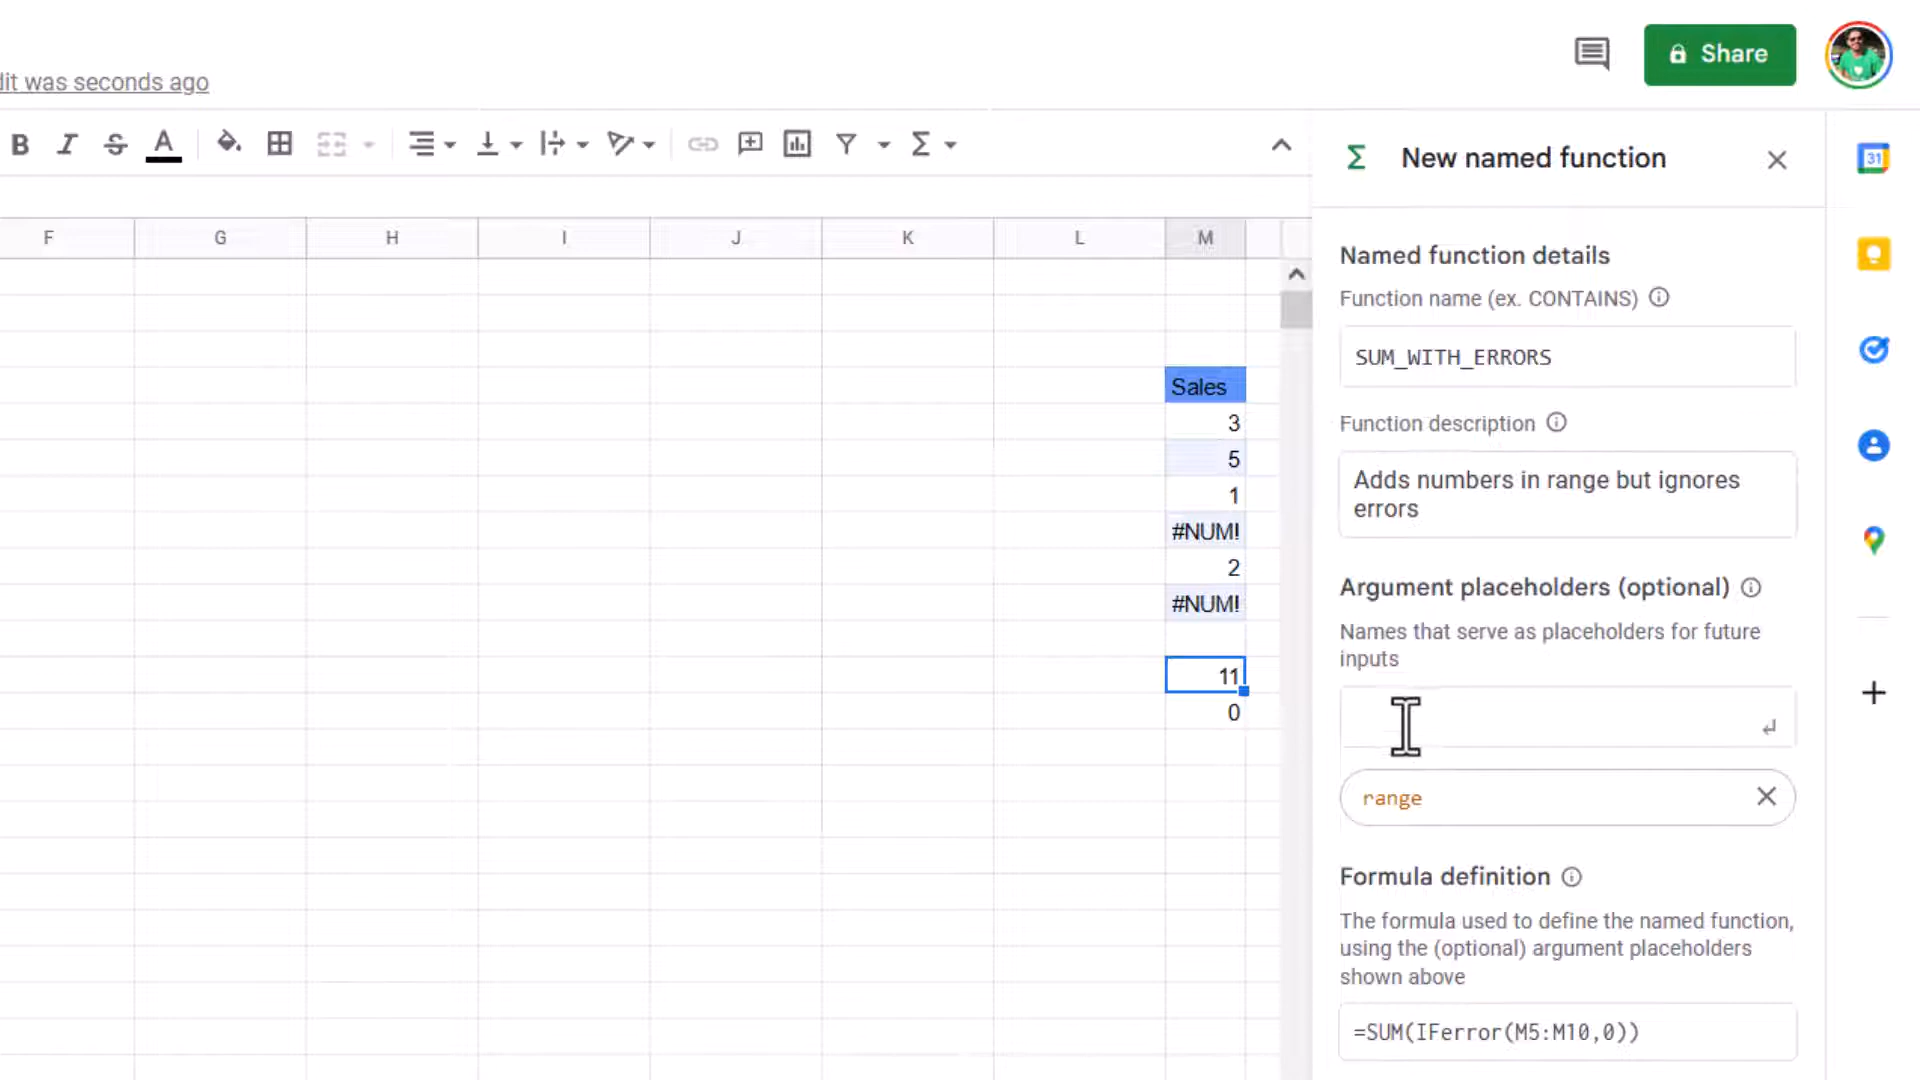 Share
dit was seconds ago
B I S A
Σ
Σ New named function
31
F G H I J K L M
Named function details
Function name (ex. CONTAINS)
SUM_WITH_ERRORS
Function description
Adds numbers in range but ignores
errors
Argument placeholders (optional)
Names that serve as placeholders for future
inputs
range
Formula definition
The formula used to define the named function,
using the (optional) argument placeholders
shown above
=SUM(IFerror(M5:M10,0))
Sales
3
5
1
#NUM!
2
#NUM!
11
0